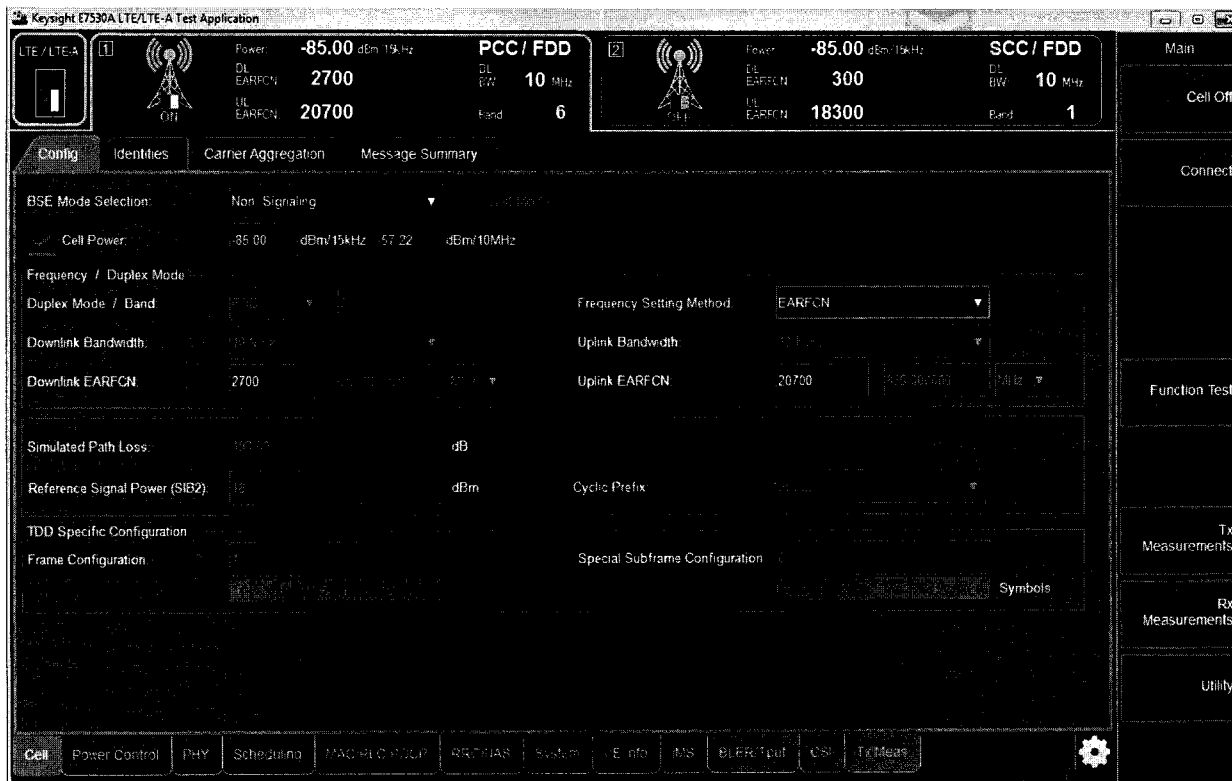 Keysight E7530A LTE/LTE-A Test Application
LTE / LTE-A
1
ON
Power: -85.00 dBm/15kHz PCC / FDD
DL EARFCN 2700 DL BW: 10 MHz
UL EARFCN: 20700 Band 6
2
OFF
Power -85.00 dBm/15kHz SCC / FDD
DL EARFCN 300 DL BW: 10 MHz
UL EARFCN: 18300 Band 1
Main
Cell Off
Connect
Function Test
Tx Measurements
Rx Measurements
Utility
Config Identities Carrier Aggregation Message Summary
BSE Mode Selection: Non Signaling
Cell Power: -85.00 dBm/15kHz -57.22 dBm/10MHz
Frequency / Duplex Mode
Duplex Mode / Band: Frequency Setting Method: EARFCN
Downlink Bandwidth: Uplink Bandwidth:
Downlink EARFCN: 2700 Uplink EARFCN: 20700 MHz
Simulated Path Loss: dB
Reference Signal Power (SIB2): 18 dBm Cyclic Prefix:
TDD Specific Configuration
Frame Configuration: Special Subframe Configuration
Symbols
Cell Power Control PHY Scheduling MAC/RLC/PDCP RRC/NAS System UE Info IMS BLER/Tput CSI Tx Meas